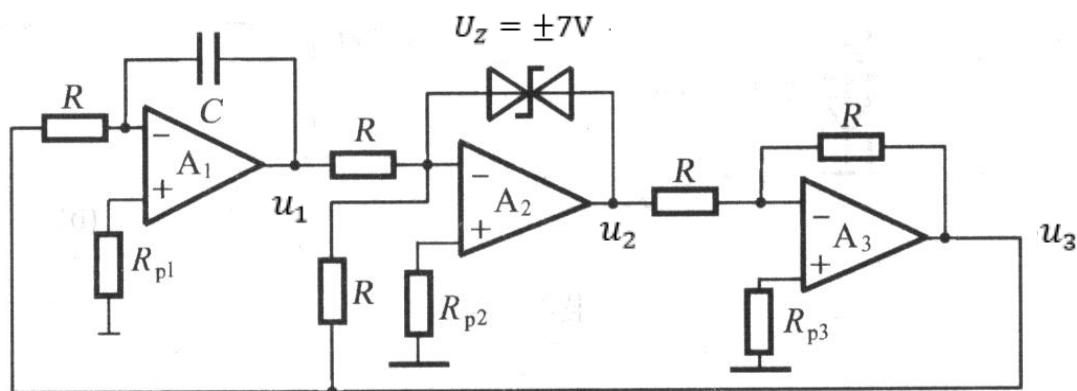 U_Z = ±7V
R
C
−
A₁
+
R_p1
u₁
R
R
−
A₂
+
R_p2
u₂
R
R
−
A₃
+
R_p3
u₃